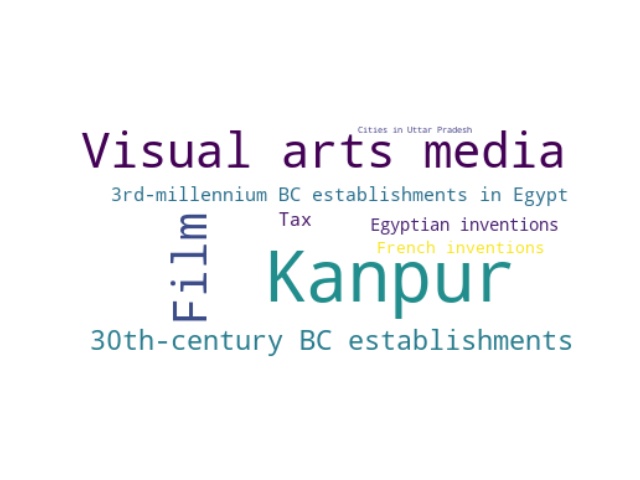 Cities in Uttar Pradesh
Visual arts media
3rd-millennium BC establishments in Egypt
Tax
Egyptian inventions
French inventions
Film
Kanpur
30th-century BC establishments